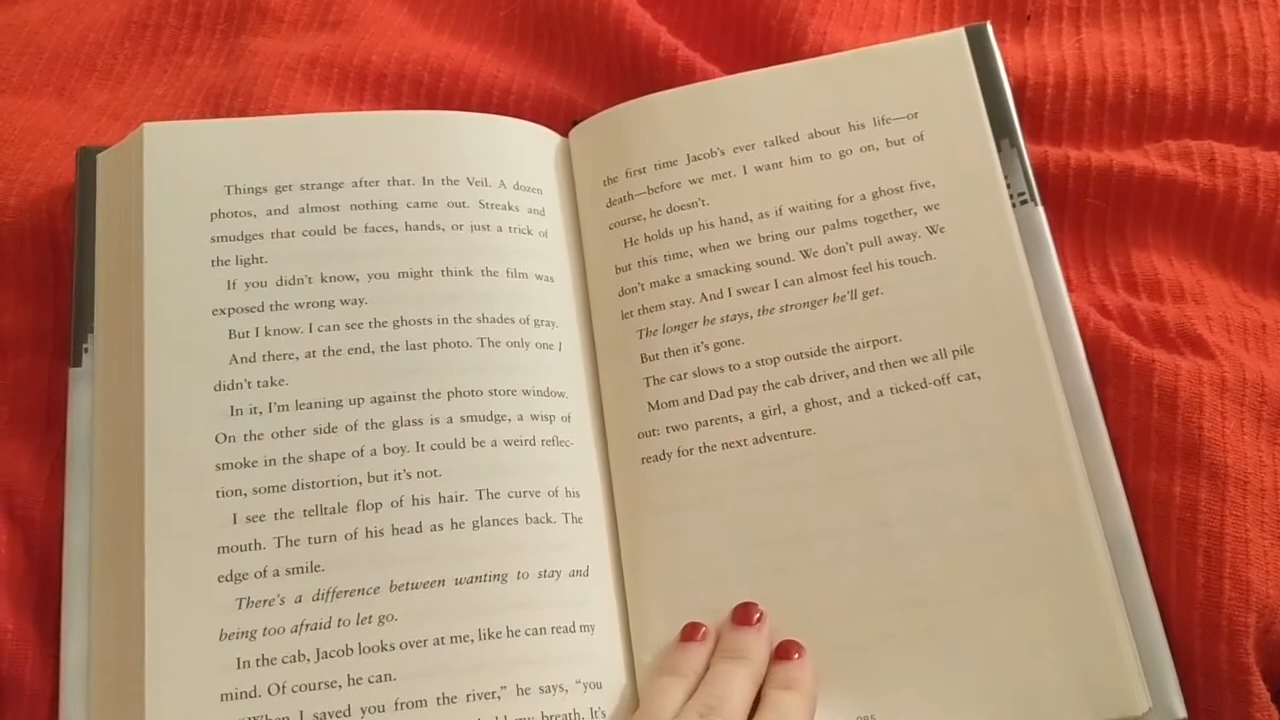 Things get strange after that. In the Veil. A dozen
photos, and almost nothing came out. Streaks and
smudges that could be faces, hands, or just a trick of
the light.
If you didn't know, you might think the film was
exposed the wrong way.
But I know. I can see the ghosts in the shades of gray.
And there, at the end, the last photo. The only one I
didn't take.
In it, I'm leaning up against the photo store window.
On the other side of the glass is a smudge, a wisp of
smoke in the shape of a boy. It could be a weird reflec-
tion, some distortion, but it's not.
I see the telltale flop of his hair. The curve of his
mouth. The turn of his head as he glances back. The
edge of a smile.
There's a difference between wanting to stay and
being too afraid to let go.
In the cab, Jacob looks over at me, like he can read my
mind. Of course, he can.
"When I saved you from the river," he says, "you
my breath. It's
the first time Jacob's ever talked about his life—or
death—before we met. I want him to go on, but of
course, he doesn't.
He holds up his hand, as if waiting for a ghost five,
but this time, when we bring our palms together, we
don't make a smacking sound. We don't pull away. We
let them stay. And I swear I can almost feel his touch.
The longer he stays, the stronger he'll get.
But then it's gone.
The car slows to a stop outside the airport.
Mom and Dad pay the cab driver, and then we all pile
out: two parents, a girl, a ghost, and a ticked-off cat,
ready for the next adventure.